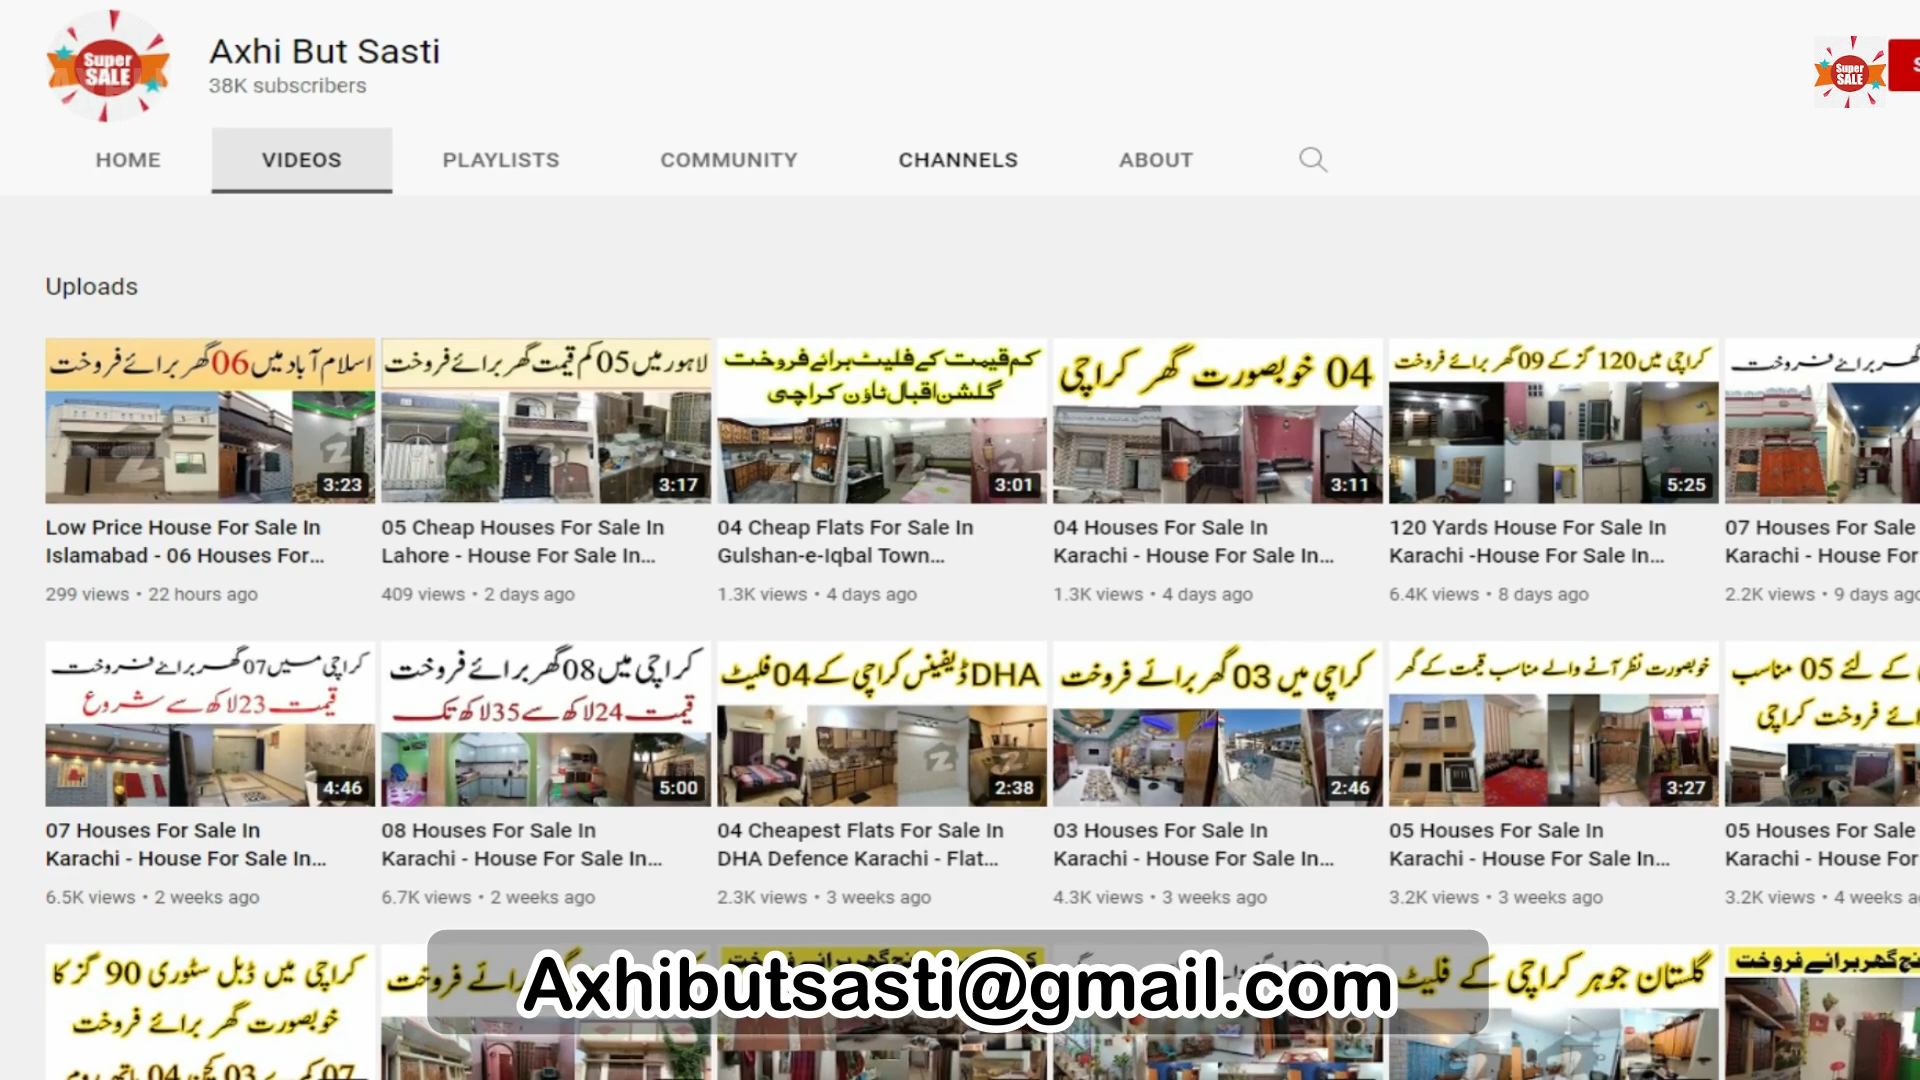 Super
SALE
Axhi But Sasti
38K subscribers
Super
SALE
S
HOME VIDEOS PLAYLISTS COMMUNITY CHANNELS ABOUT
Uploads
اسلام آباد میں 06 گھر برائے فروخت
3:23
Low Price House For Sale In
Islamabad - 06 Houses For...
299 views • 22 hours ago
لاہور میں 05 کم قیمت گھر برائے فروخت
3:17
05 Cheap Houses For Sale In
Lahore - House For Sale In...
409 views • 2 days ago
کم قیمت کے فلیٹ برائے فروخت
گلشن اقبال ٹاؤن کراچی
3:01
04 Cheap Flats For Sale In
Gulshan-e-Iqbal Town...
1.3K views • 4 days ago
04 خوبصورت گھر کراچی
3:11
04 Houses For Sale In
Karachi - House For Sale In...
1.3K views • 4 days ago
کراچی میں 120 گز کے 09 گھر برائے فروخت
5:25
120 Yards House For Sale In
Karachi -House For Sale In...
6.4K views • 8 days ago
گھر برائے فروخت
07 Houses For Sale
Karachi - House For
2.2K views • 9 days ago
کراچی میں 07 گھر برائے فروخت
قیمت 23 لاکھ سے شروع
4:46
07 Houses For Sale In
Karachi - House For Sale In...
6.5K views • 2 weeks ago
کراچی میں 08 گھر برائے فروخت
قیمت 24 لاکھ سے 35 لاکھ تک
5:00
08 Houses For Sale In
Karachi - House For Sale In...
6.7K views • 2 weeks ago
DHA ڈیفینس کراچی کے 04 فلیٹ
2:38
04 Cheapest Flats For Sale In
DHA Defence Karachi - Flat...
2.3K views • 3 weeks ago
کراچی میں 03 گھر برائے فروخت
2:46
03 Houses For Sale In
Karachi - House For Sale In...
4.3K views • 3 weeks ago
خوبصورت نظر آنے والے مناسب قیمت کے گھر
3:27
05 Houses For Sale In
Karachi - House For Sale In...
3.2K views • 3 weeks ago
کے لئے 05 مناسب
ائے فروخت کراچی
05 Houses For Sale
Karachi - House For
3.2K views • 4 weeks a
کراچی میں ڈبل سٹوری 90 گز کا
خوبصورت گھر برائے فروخت
گلستان جوہر کراچی کے فلیٹ
گھر برائے فروخت
Axhibutsasti@gmail.com